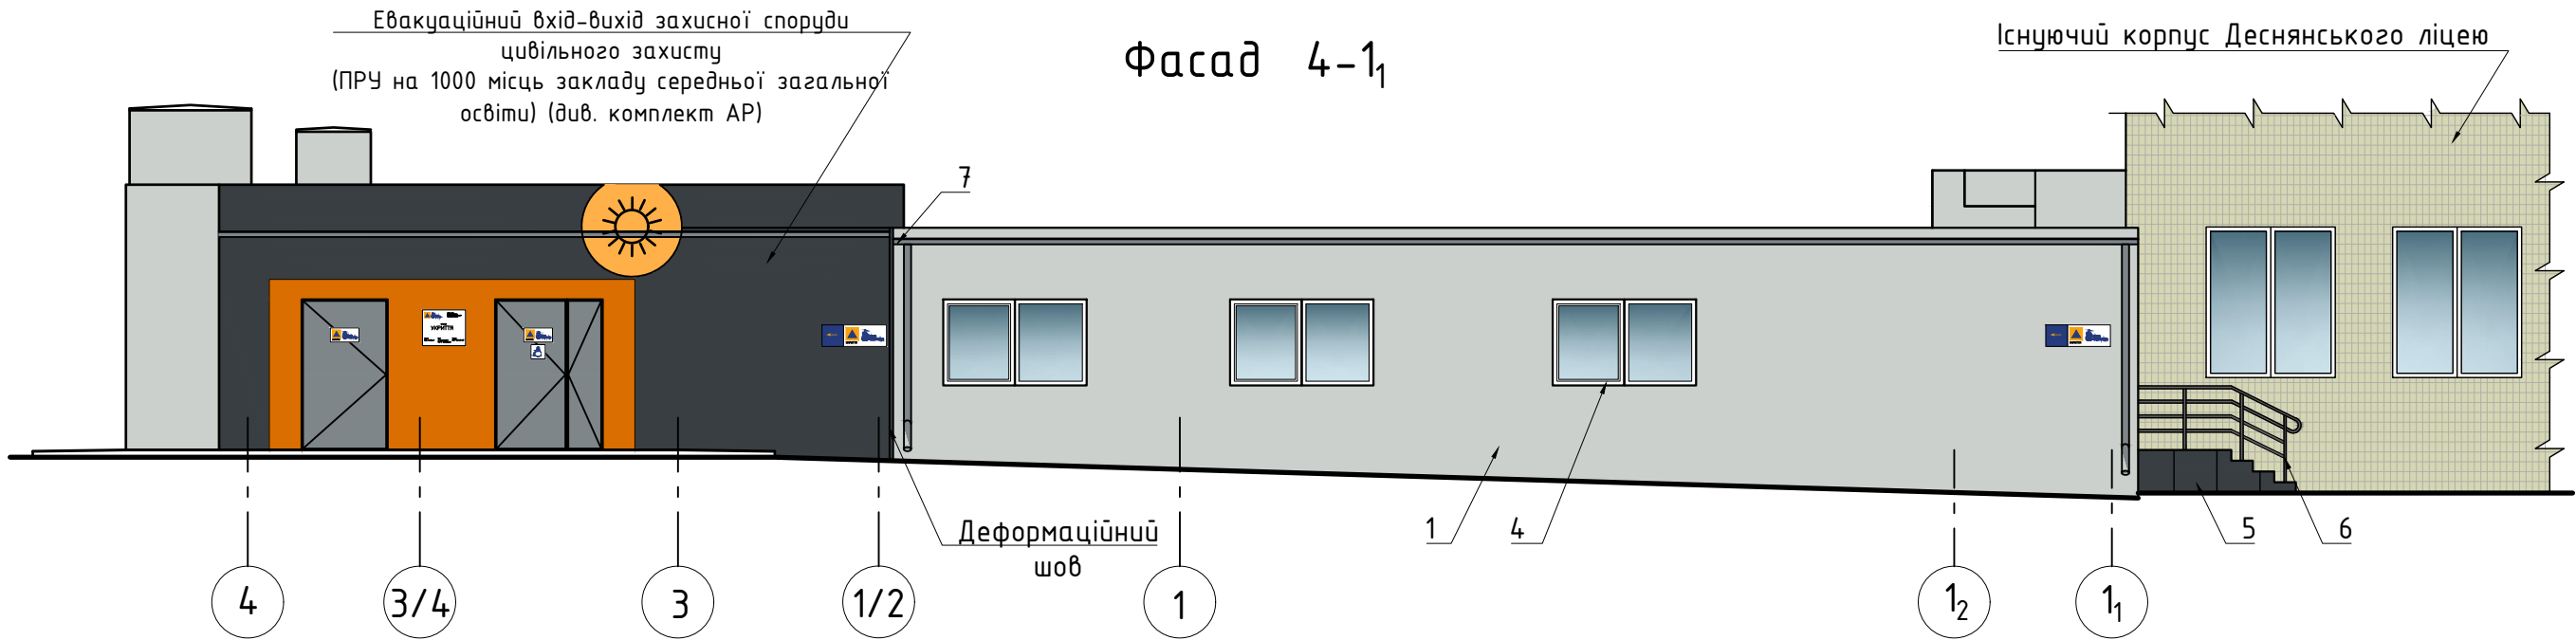 Евакуаційний вхід-вихід захисної споруди
цивільного захисту
(ПРУ на 1000 місць закладу середньої загальної
освіти) (див. комплект АР)
Фасад 4-1₁
Існуючий корпус Деснянського ліцею
7
УКРИТТЯ
Деформаційний
шов
1
4
5
6
4
3/4
3
1/2
1
1₂
1₁